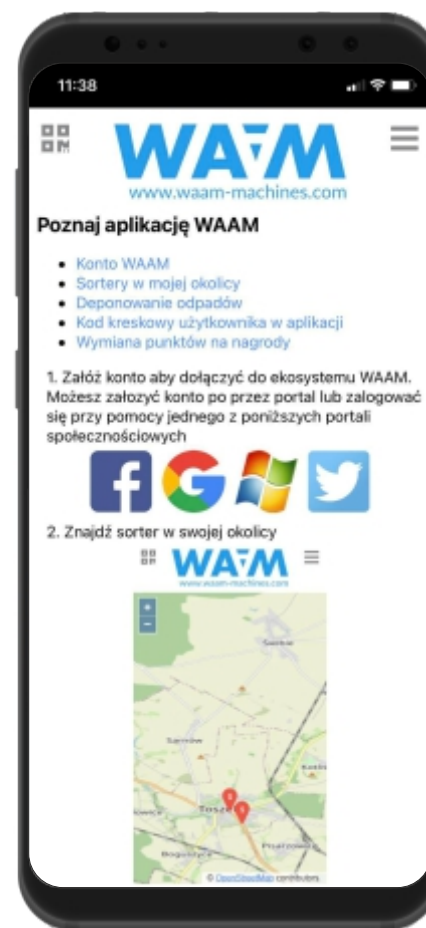 11:38
WAAM
www.waam-machines.com
Poznaj aplikację WAAM
Konto WAAM
Sortery w mojej okolicy
Deponowanie odpadów
Kod kreskowy użytkownika w aplikacji
Wymiana punktów na nagrody
1. Załóż konto aby dołączyć do ekosystemu WAAM.
Możesz założyć konto po przez portal lub zalogować
się przy pomocy jednego z poniższych portali
społecznościowych
2. Znajdź sorter w swojej okolicy
WAAM
www.waam-machines.com
+
-
Sarnów
Toszek
Pisarzowice
© OpenStreetMap contributors.